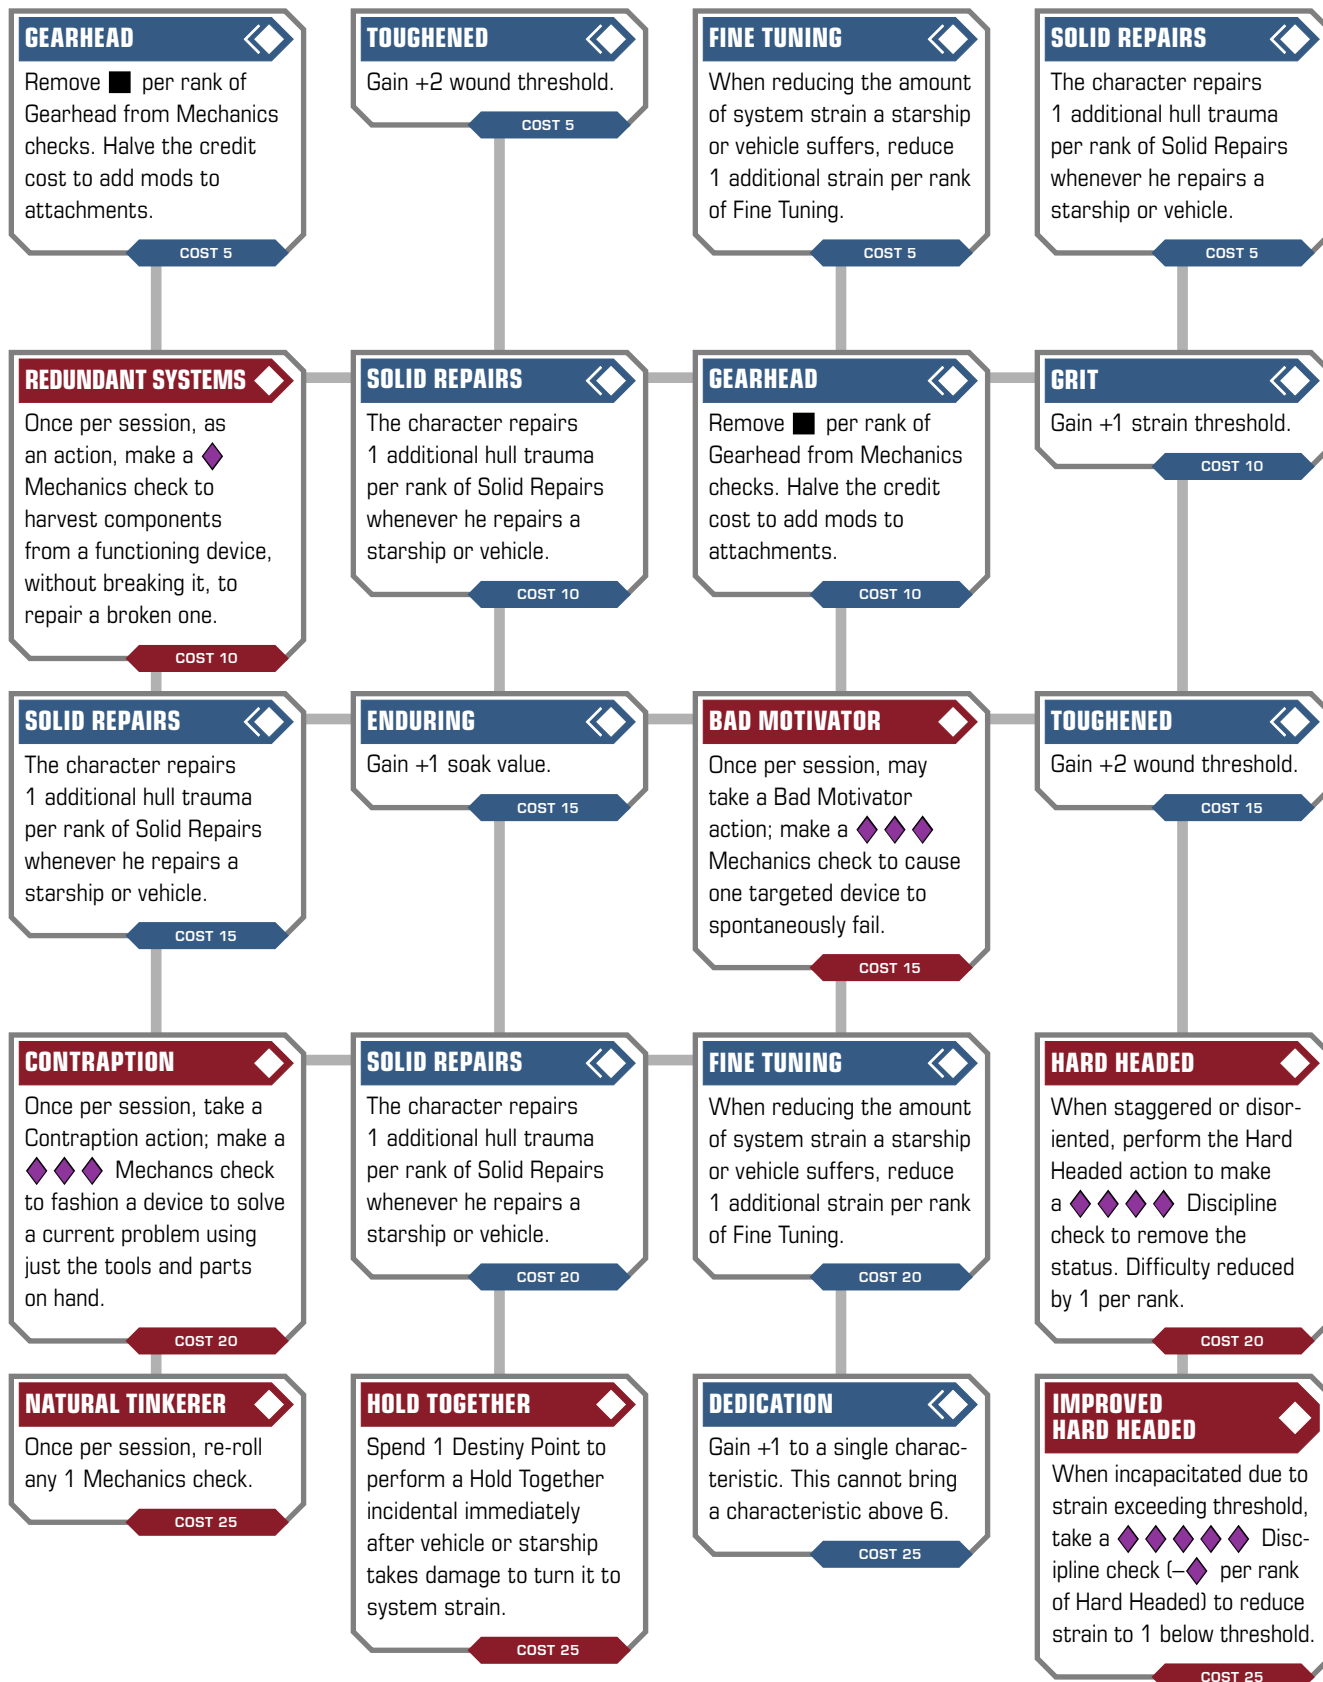 GEARHEAD
Remove per rank of
Gearhead from Mechanics
checks. Halve the credit
cost to add mods to
attachments.
COST 5
TOUGHENED
Gain +2 wound threshold.
COST 5
FINE TUNING
When reducing the amount
of system strain a starship
or vehicle suffers, reduce
1 additional strain per rank
of Fine Tuning.
COST 5
SOLID REPAIRS
The character repairs
1 additional hull trauma
per rank of Solid Repairs
whenever he repairs a
starship or vehicle.
COST 5
REDUNDANT SYSTEMS
Once per session, as
an action, make a
Mechanics check to
harvest components
from a functioning device,
without breaking it, to
repair a broken one.
COST 10
SOLID REPAIRS
The character repairs
1 additional hull trauma
per rank of Solid Repairs
whenever he repairs a
starship or vehicle.
COST 10
GEARHEAD
Remove per rank of
Gearhead from Mechanics
checks. Halve the credit
cost to add mods to
attachments.
COST 10
GRIT
Gain +1 strain threshold.
COST 10
SOLID REPAIRS
The character repairs
1 additional hull trauma
per rank of Solid Repairs
whenever he repairs a
starship or vehicle.
COST 15
ENDURING
Gain +1 soak value.
COST 15
BAD MOTIVATOR
Once per session, may
take a Bad Motivator
action; make a
Mechanics check to cause
one targeted device to
spontaneously fail.
COST 15
TOUGHENED
Gain +2 wound threshold.
COST 15
CONTRAPTION
Once per session, take a
Contraption action; make a
Mechancs check
to fashion a device to solve
a current problem using
just the tools and parts
on hand.
COST 20
SOLID REPAIRS
The character repairs
1 additional hull trauma
per rank of Solid Repairs
whenever he repairs a
starship or vehicle.
COST 20
FINE TUNING
When reducing the amount
of system strain a starship
or vehicle suffers, reduce
1 additional strain per rank
of Fine Tuning.
COST 20
HARD HEADED
When staggered or disor-
iented, perform the Hard
Headed action to make
a Discipline
check to remove the
status. Difficulty reduced
by 1 per rank.
COST 20
NATURAL TINKERER
Once per session, re-roll
any 1 Mechanics check.
COST 25
HOLD TOGETHER
Spend 1 Destiny Point to
perform a Hold Together
incidental immediately
after vehicle or starship
takes damage to turn it to
system strain.
COST 25
DEDICATION
Gain +1 to a single charac-
teristic. This cannot bring
a characteristic above 6.
COST 25
IMPROVED
HARD HEADED
When incapacitated due to
strain exceeding threshold,
take a Disc-
ipline check (– per rank
of Hard Headed) to reduce
strain to 1 below threshold.
COST 25